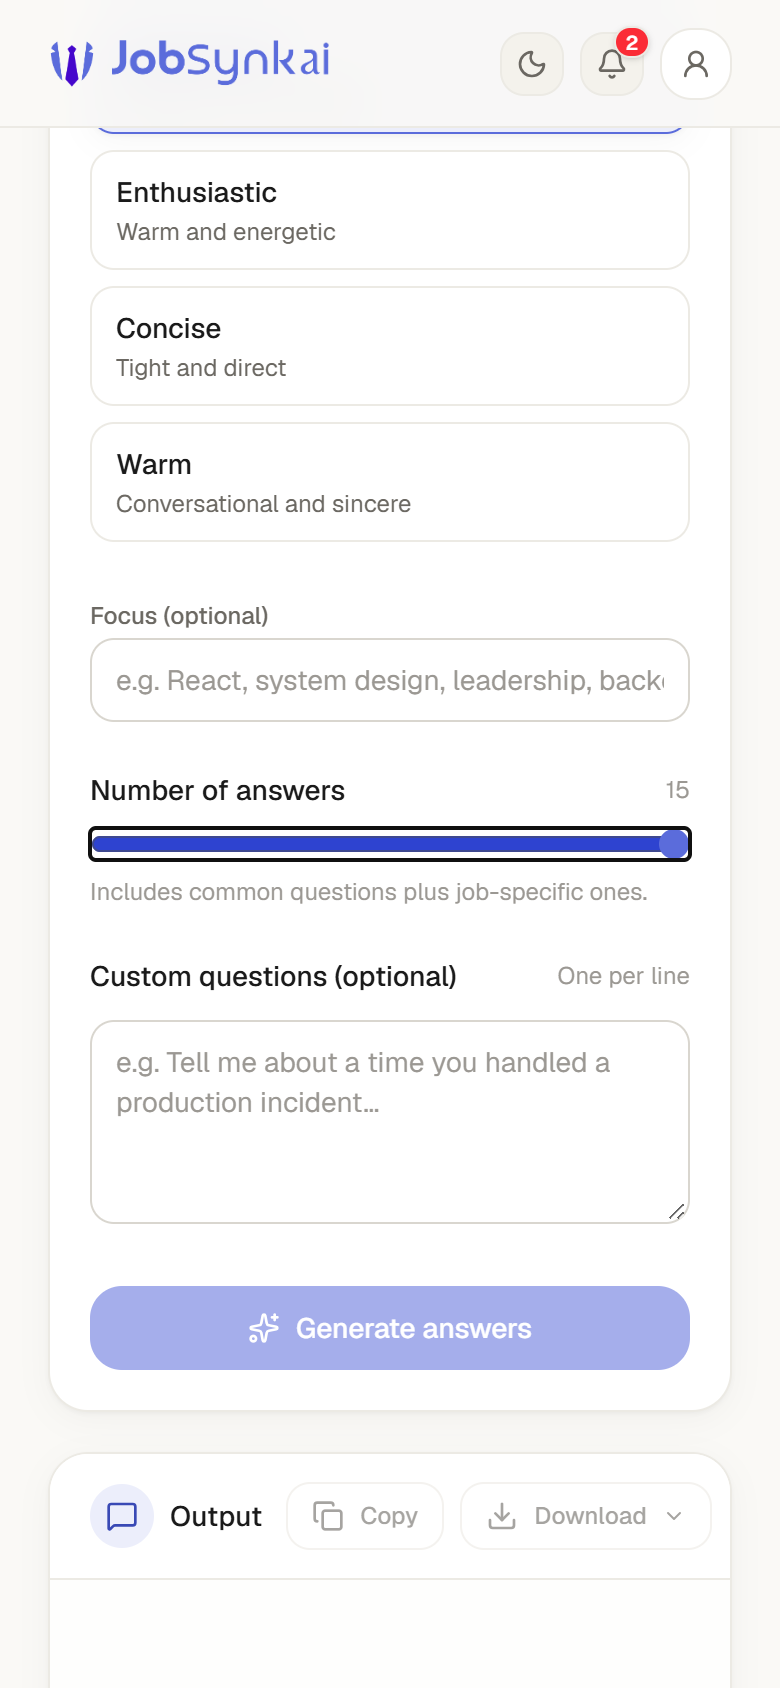 JobSynkai
2
Enthusiastic
Warm and energetic
Concise
Tight and direct
Warm
Conversational and sincere
Focus (optional)
e.g. React, system design, leadership, back
Number of answers
15
Includes common questions plus job-specific ones.
Custom questions (optional)
One per line
e.g. Tell me about a time you handled a
production incident…
Generate answers
Output
Copy
Download